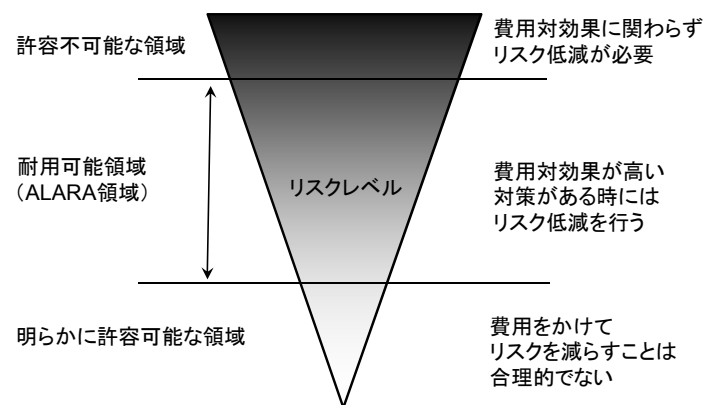 許容不可能な領域
費用対効果に関わらず
リスク低減が必要
耐用可能領域
(ALARA領域)
リスクレベル
費用対効果が高い
対策がある時には
リスク低減を行う
明らかに許容可能な領域
費用をかけて
リスクを減らすことは
合理的でない